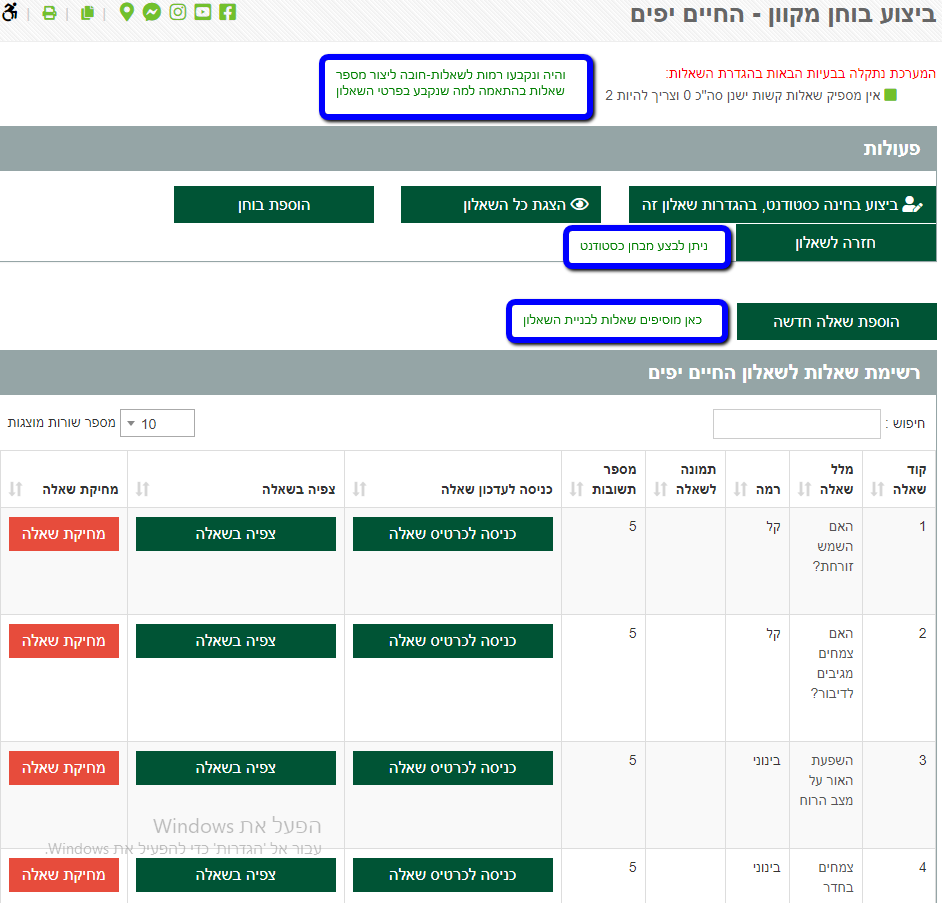 ביצוע בוחן מקוון - החיים יפים
המערכת נתקלה בבעיות הבאות בהגדרת השאלות:
אין מספיק שאלות קשות ישנן סה"כ 0 וצריך להיות 2
והיה ונקבעו רמות לשאלות-חובה ליצור מספר
שאלות בהתאמה למה שנקבע בפרטי השאלון
פעולות
ביצוע בחינה כסטודנט, בהגדרות שאלון זה
הצגת כל השאלון
הוספת בוחן
חזרה לשאלון
ניתן לבצע מבחן כסטודנט
הוספת שאלה חדשה
כאן מוסיפים שאלות לבניית השאלון
רשימת שאלות לשאלון החיים יפים
חיפוש :
10 מספר שורות מוצגות
קוד שאלה
מלל שאלה
רמה
תמונה לשאלה
מספר תשובות
כניסה לעדכון שאלה
צפיה בשאלה
מחיקת שאלה
1
האם
השמש
זורחת?
קל
5
כניסה לכרטיס שאלה
צפיה בשאלה
מחיקת שאלה
2
האם
צמחים
מגיבים
לדיבור?
קל
5
כניסה לכרטיס שאלה
צפיה בשאלה
מחיקת שאלה
3
השפעת
האור על
מצב הרוח
בינוני
5
כניסה לכרטיס שאלה
צפיה בשאלה
מחיקת שאלה
4
צמחים
בחדר
בינוני
5
כניסה לכרטיס שאלה
צפיה בשאלה
מחיקת שאלה
הפעל את Windows
עבור אל 'הגדרות' כדי להפעיל את Windows.